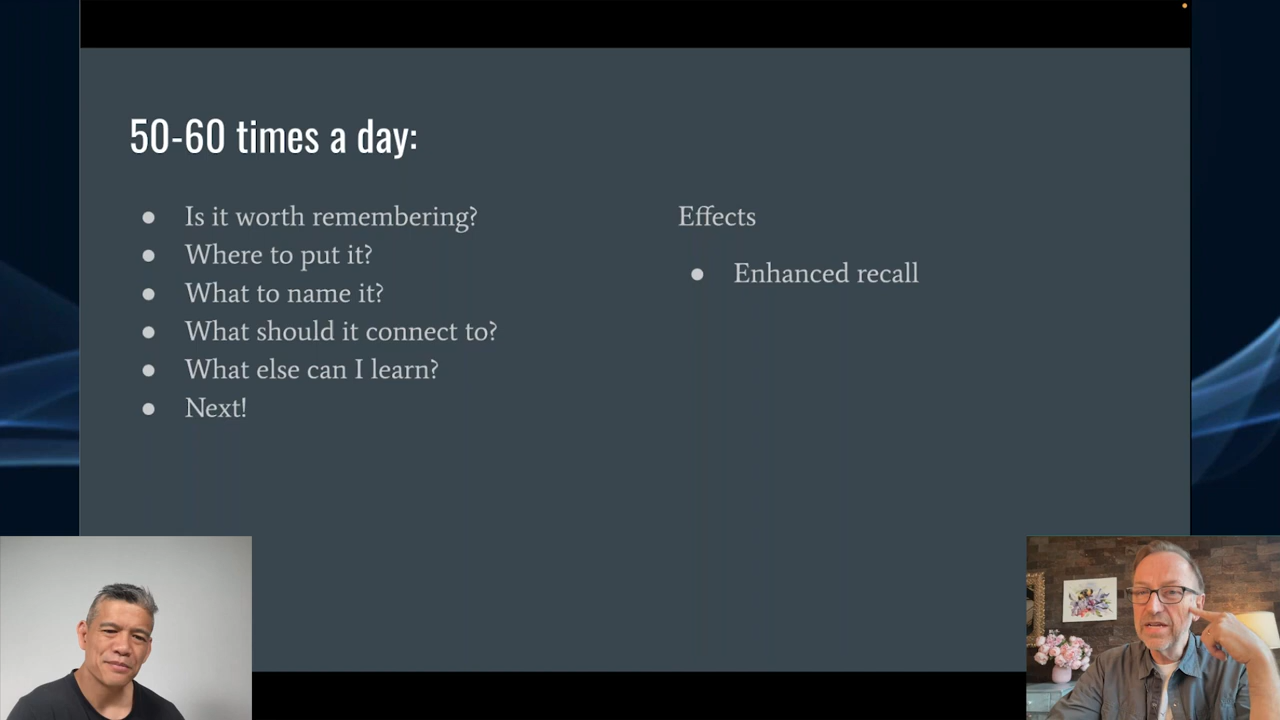 50-60 times a day:
● Is it worth remembering?
● Where to put it?
● What to name it?
● What should it connect to?
● What else can I learn?
● Next!
Effects
● Enhanced recall